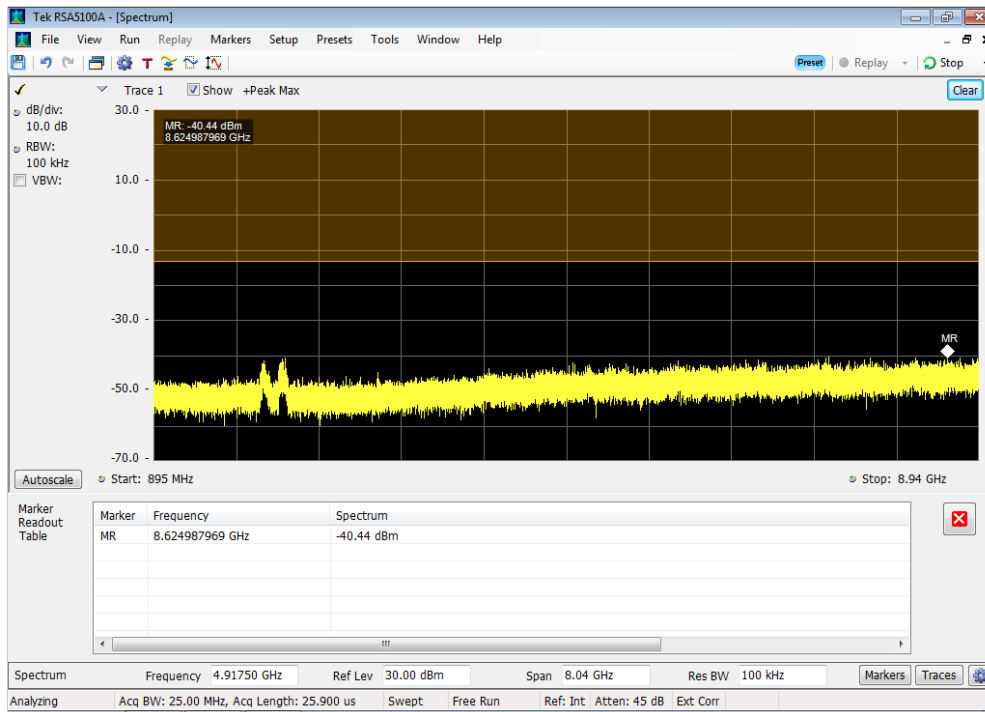 Tek RSA5100A - [Spectrum]
File View Run Replay Markers Setup Presets Tools Window Help
T Preset Replay Stop
Trace 1 Show +Peak Max Clear
dB/div:
10.0 dB
RBW:
100 kHz
VBW:
30.0
10.0
-10.0
-30.0
-50.0
-70.0
MR: -40.44 dBm
8.624987969 GHz
MR
Autoscale Start: 895 MHz Stop: 8.94 GHz
Marker
Readout
Table
Marker Frequency Spectrum
MR 8.624987969 GHz -40.44 dBm
Spectrum Frequency 4.91750 GHz Ref Lev 30.00 dBm Span 8.04 GHz Res BW 100 kHz Markers Traces
Analyzing Acq BW: 25.00 MHz, Acq Length: 25.900 us Swept Free Run Ref: Int Atten: 45 dB Ext Corr